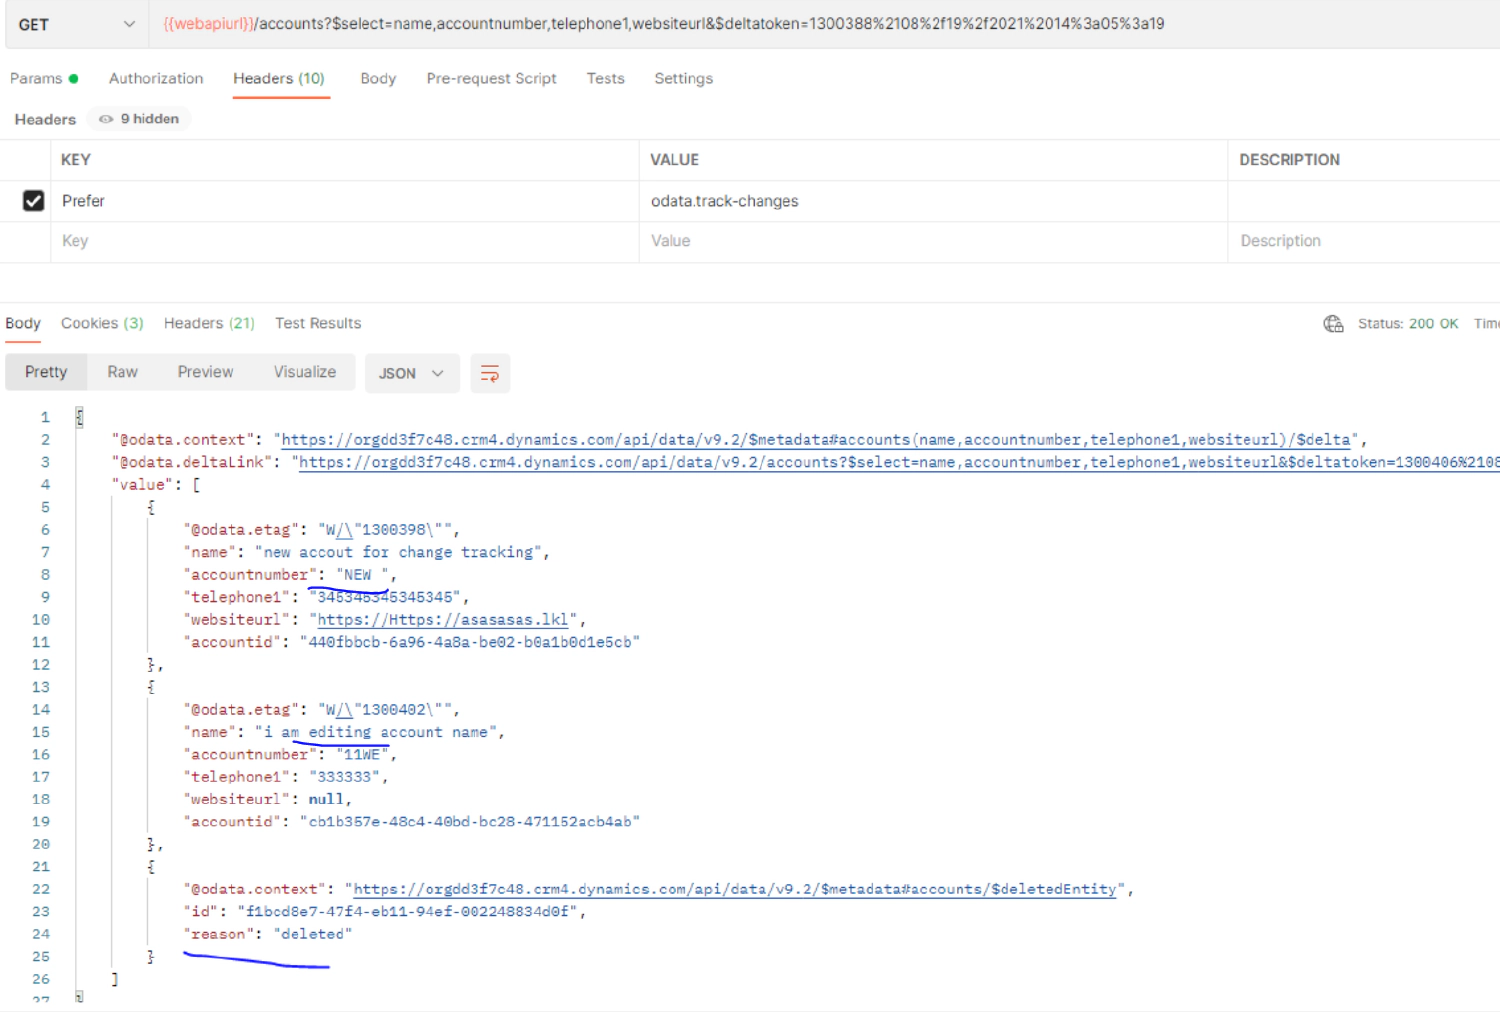 GET {{webapiurl}}/accounts?$select=name,accountnumber,telephone1,websiteurl&$deltatoken=1300388%2108%2f19%2f2021%2014%3a05%3a19
Params Authorization Headers (10) Body Pre-request Script Tests Settings
Headers 9 hidden
KEY VALUE DESCRIPTION
Prefer odata.track-changes
Key Value Description
Body Cookies (3) Headers (21) Test Results Status: 200 OK Time
Pretty Raw Preview Visualize JSON
1 {
2 "@odata.context": "https://orgdd3f7c48.crm4.dynamics.com/api/data/v9.2/$metadata#accounts(name,accountnumber,telephone1,websiteurl)/$delta",
3 "@odata.deltaLink": "https://orgdd3f7c48.crm4.dynamics.com/api/data/v9.2/accounts?$select=name,accountnumber,telephone1,websiteurl&$deltatoken=1300406%2108
4 "value": [
5 {
6 "@odata.etag": "W/\"1300398\"",
7 "name": "new accout for change tracking",
8 "accountnumber": "NEW ",
9 "telephone1": "345345345345345",
10 "websiteurl": "https://Https://asasasas.lkl",
11 "accountid": "440fbbcb-6a96-4a8a-be02-b0a1b0d1e5cb"
12 },
13 {
14 "@odata.etag": "W/\"1300402\"",
15 "name": "i am editing account name",
16 "accountnumber": "11WE",
17 "telephone1": "333333",
18 "websiteurl": null,
19 "accountid": "cb1b357e-48c4-40bd-bc28-471152acb4ab"
20 },
21 {
22 "@odata.context": "https://orgdd3f7c48.crm4.dynamics.com/api/data/v9.2/$metadata#accounts/$deletedEntity",
23 "id": "f1bcd8e7-47f4-eb11-94ef-002248834d0f",
24 "reason": "deleted"
25 }
26 ]
27 }